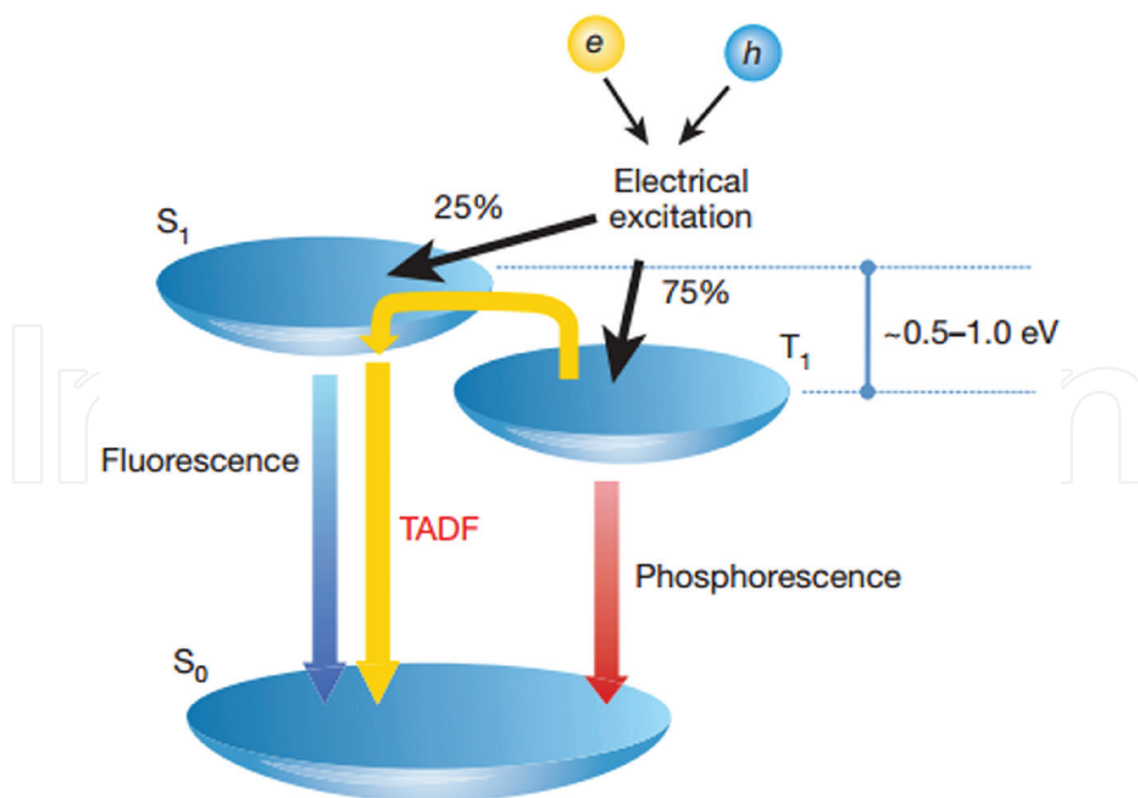 e
h
Electrical
excitation
25%
S₁
75%
T₁
~0.5–1.0 eV
Fluorescence
TADF
Phosphorescence
S₀